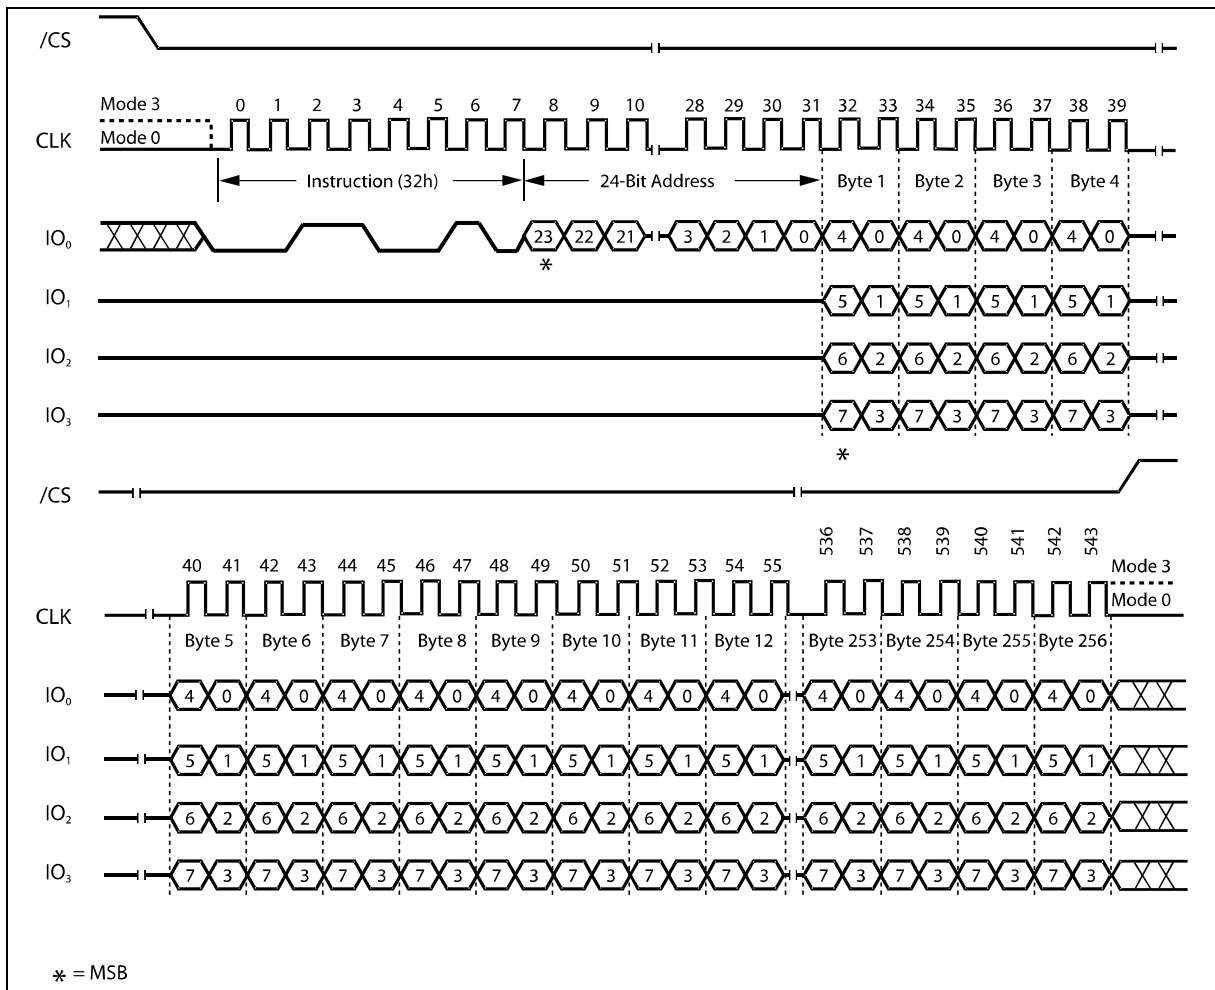 /CS
Mode 3
0 1 2 3 4 5 6 7 8 9 10 28 29 30 31 32 33 34 35 36 37 38 39
CLK
Mode 0
Instruction (32h) 24-Bit Address Byte 1 Byte 2 Byte 3 Byte 4
IO₀ 23 22 21 3 2 1 0 4 0 4 0 4 0 4 0
*
IO₁ 5 1 5 1 5 1 5 1
IO₂ 6 2 6 2 6 2 6 2
IO₃ 7 3 7 3 7 3 7 3
*
/CS
536 537 538 539 540 541 542 543
40 41 42 43 44 45 46 47 48 49 50 51 52 53 54 55 Mode 3
CLK Mode 0
Byte 5 Byte 6 Byte 7 Byte 8 Byte 9 Byte 10 Byte 11 Byte 12 Byte 253 Byte 254 Byte 255 Byte 256
IO₀ 4 0 4 0 4 0 4 0 4 0 4 0 4 0 4 0 4 0 4 0 4 0 4 0
IO₁ 5 1 5 1 5 1 5 1 5 1 5 1 5 1 5 1 5 1 5 1 5 1 5 1
IO₂ 6 2 6 2 6 2 6 2 6 2 6 2 6 2 6 2 6 2 6 2 6 2 6 2
IO₃ 7 3 7 3 7 3 7 3 7 3 7 3 7 3 7 3 7 3 7 3 7 3 7 3
* = MSB